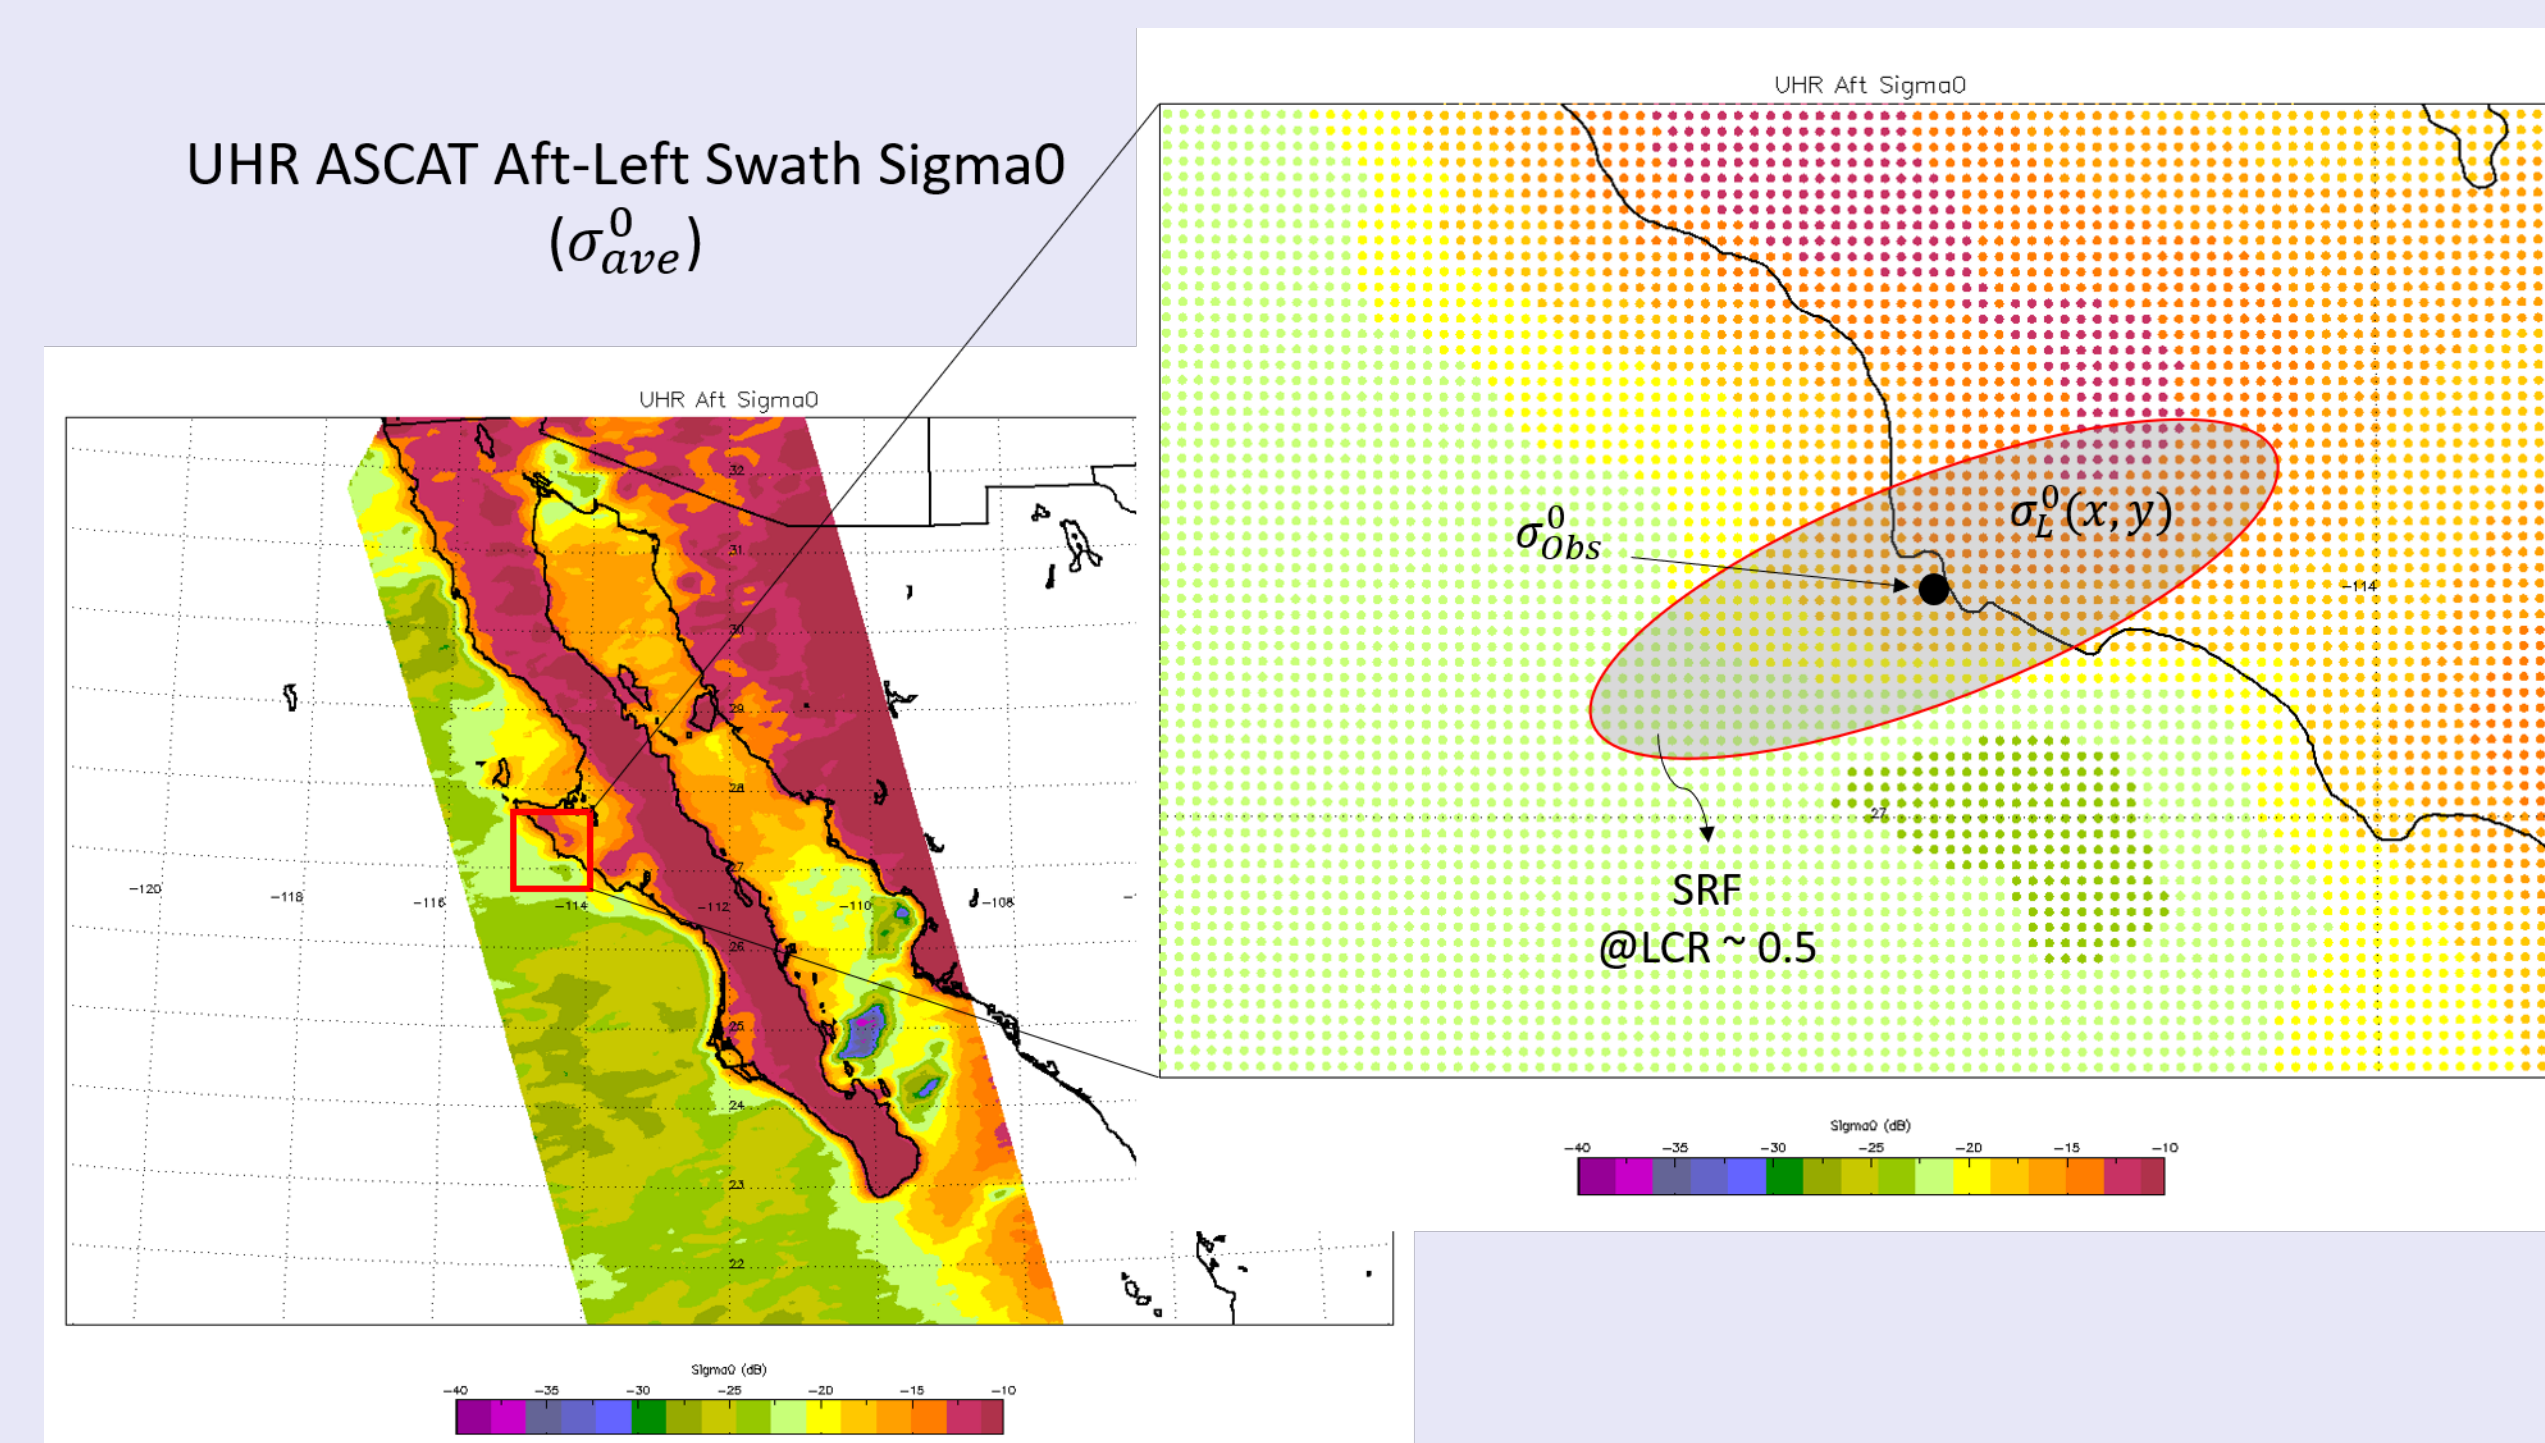 UHR ASCAT Aft-Left Swath Sigma0
(σ⁰ave)
UHR Aft Sigma0
32
31
30
29
28
27
26
25
24
23
22
−120
−118
−116
−114
−112
−110
−108
Sigma0 (dB)
−40 −35 −30 −25 −20 −15 −10
UHR Aft Sigma0
σ⁰L(x, y)
σ⁰Obs
−114
27
SRF
@LCR ~ 0.5
Sigma0 (dB)
−40 −35 −30 −25 −20 −15 −10